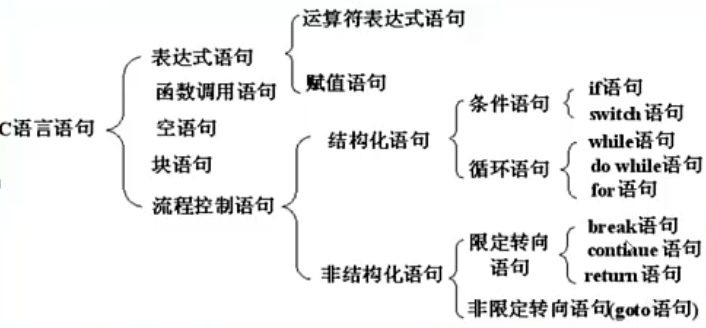 运算符表达式语句
表达式语句
赋值语句
函数调用语句
C语言语句
空语句
块语句
流程控制语句
结构化语句
条件语句
if语句
switch语句
循环语句
while语句
do while语句
for语句
非结构化语句
限定转向
语句
break语句
continue语句
return语句
非限定转向语句(goto语句)